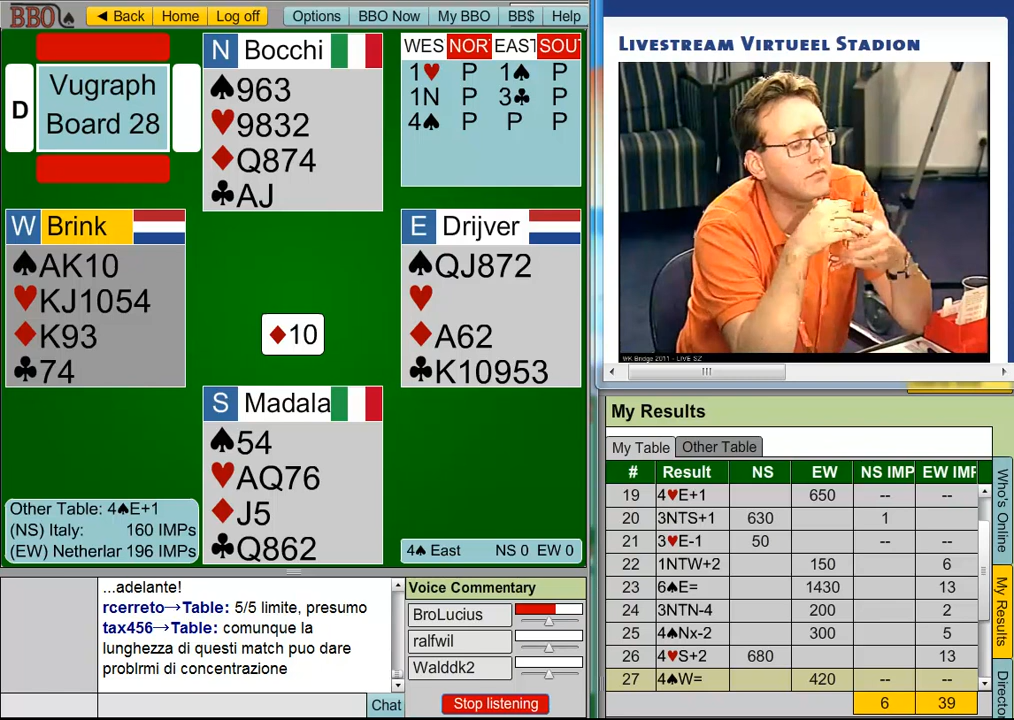 BBO
◄ Back
Home
Log off
Options
BBO Now
My BBO
BB$
Help
D
Vugraph
Board 28
N Bocchi
♠963
♥9832
♦Q874
♣AJ
WES NOR EAST SOU
1♥ P 1♠ P
1N P 3♣ P
4♠ P P P
W Brink
♠AK10
♥KJ1054
♦K93
♣74
♦10
E Drijver
♠QJ872
♥
♦A62
♣K10953
S Madala
♠54
♥AQ76
♦J5
♣Q862
Other Table: 4♠E+1
(NS) Italy: 160 IMPs
(EW) Netherlar 196 IMPs
4♠ East NS 0 EW 0
...adelante!
rcerreto→Table: 5/5 limite, presumo
tax456→Table: comunque la
lunghezza di questi match puo dare
problrmi di concentrazione
Chat
Voice Commentary
BroLucius
ralfwil
Walddk2
Stop listening
Livestream Virtueel Stadion
WK Bridge 2011 - LIVE SZ
My Results
My Table
Other Table
# Result NS EW NS IMP EW IMF
19 4♥E+1 650 -- --
20 3NTS+1 630 1
21 3♥E-1 50 -- --
22 1NTW+2 150 6
23 6♠E= 1430 13
24 3NTN-4 200 2
25 4♠Nx-2 300 5
26 4♥S+2 680 13
27 4♠W= 420 -- --
6 39
Who's Online
My Results
Director